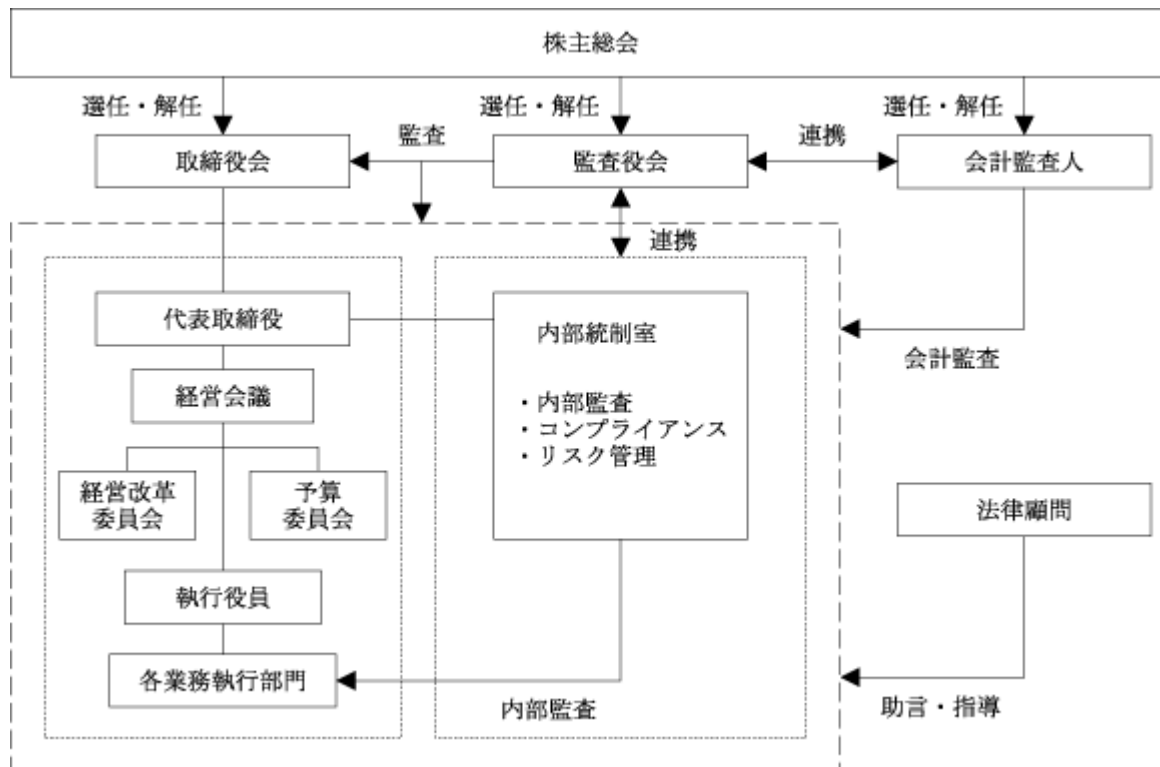 株主総会
選任・解任
選任・解任
選任・解任
監査
連携
取締役会
監査役会
会計監査人
連携
代表取締役
内部統制室
会計監査
経営会議
・内部監査
・コンプライアンス
・リスク管理
経営改革
委員会
予算
委員会
法律顧問
執行役員
各業務執行部門
内部監査
助言・指導